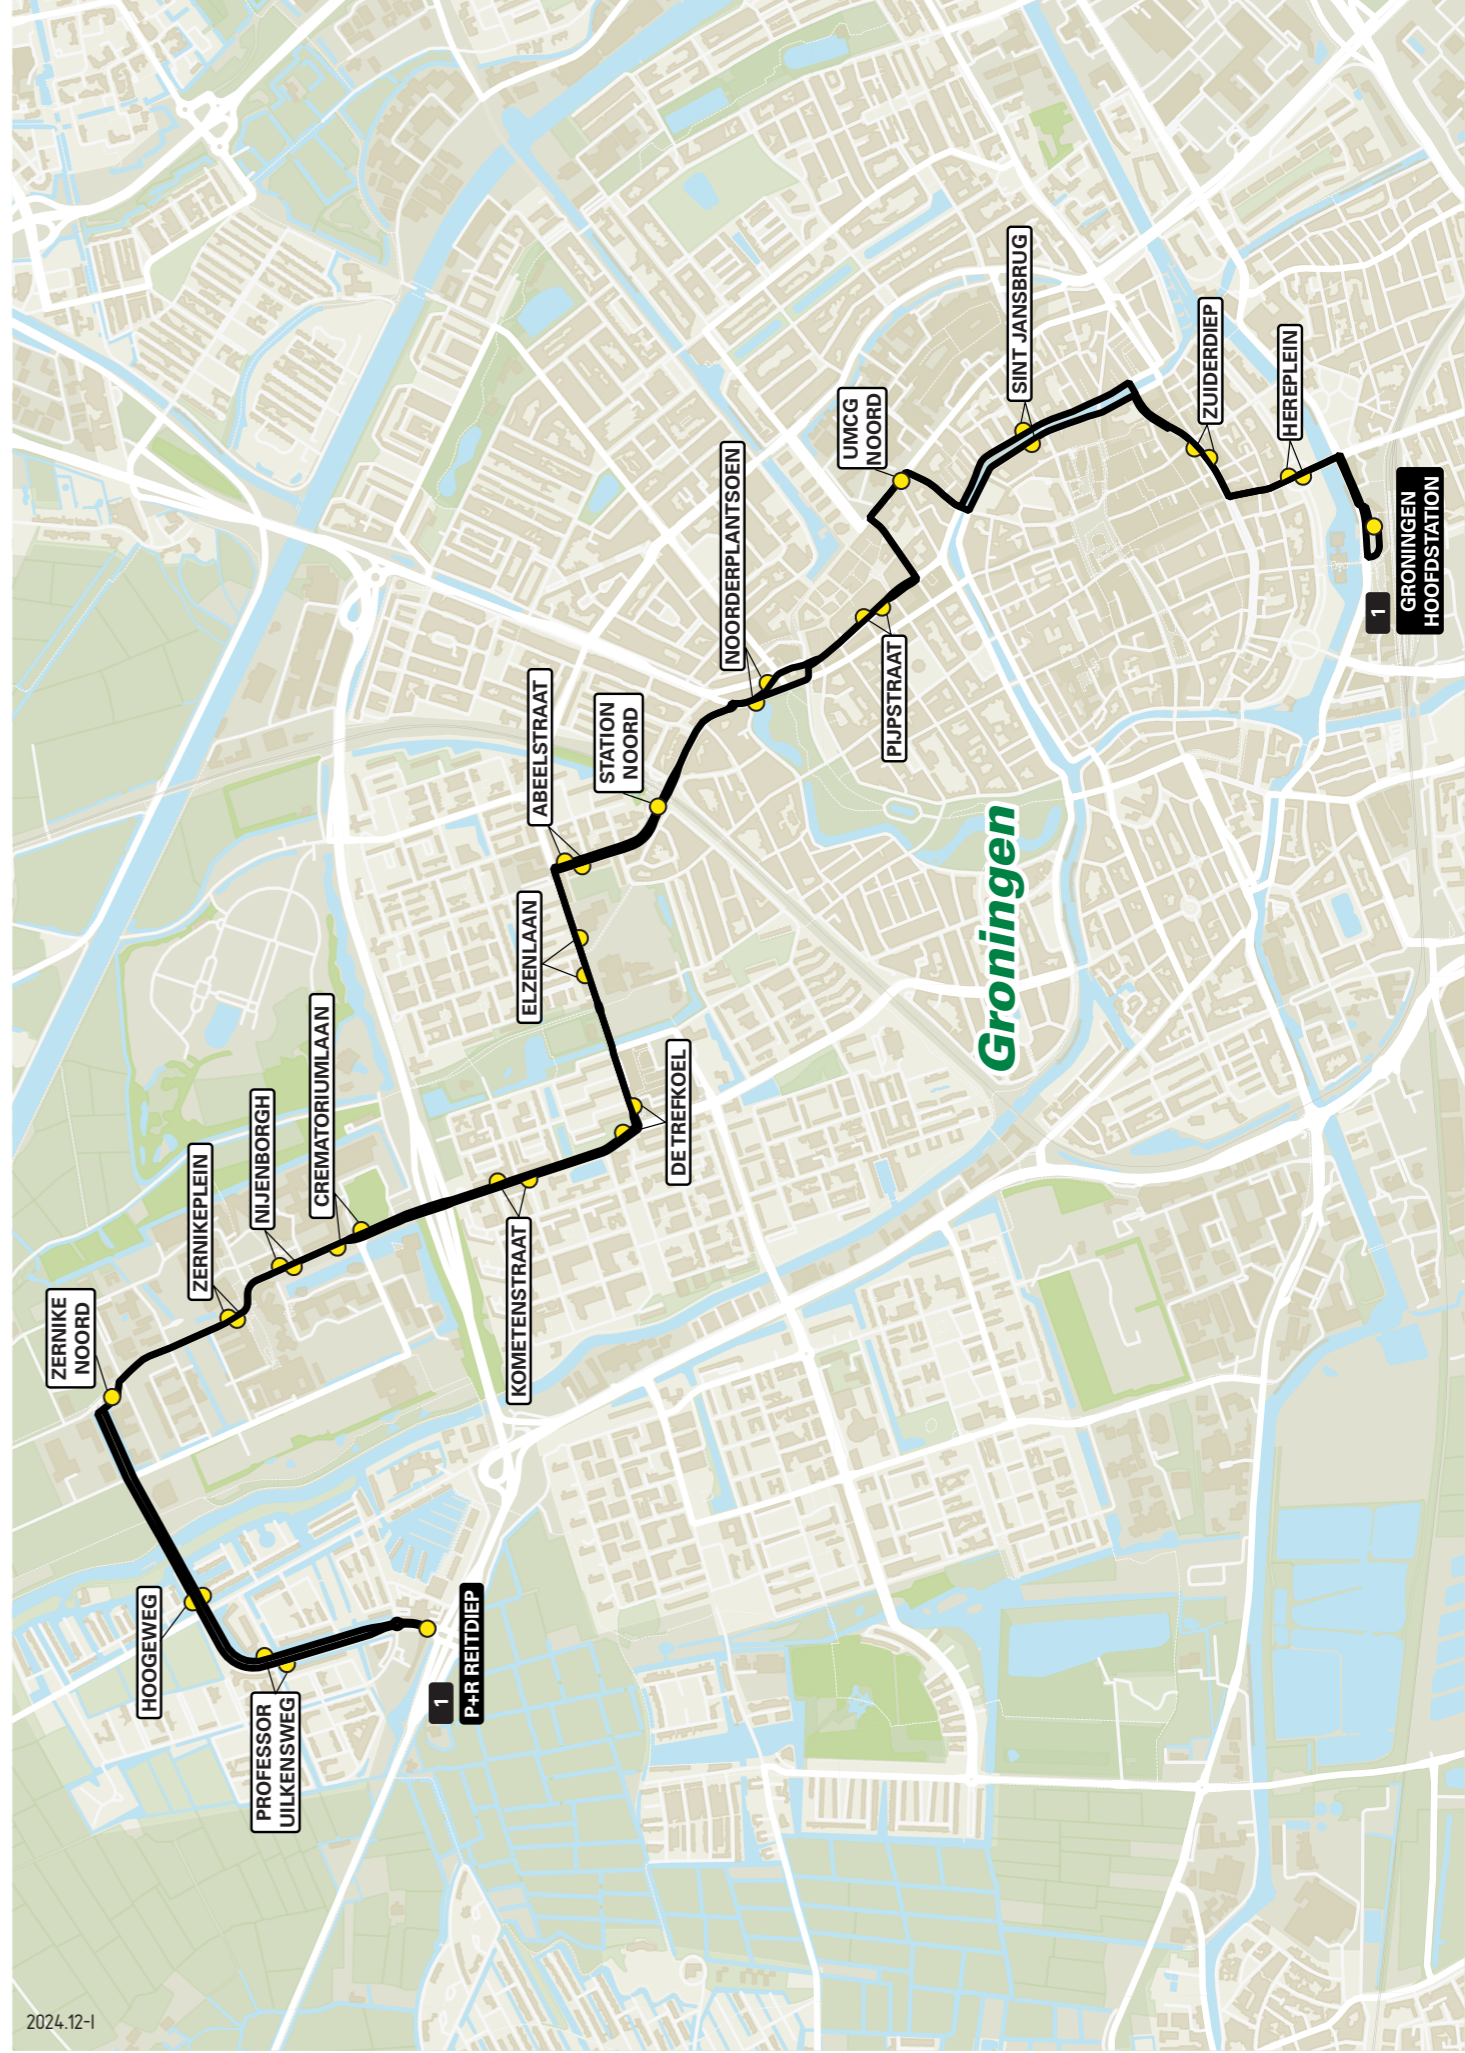 ZERNIKE
NOORD
ZERNIKEPLEIN
NIJENBORGH
CREMATORIUMLAAN
HOOGEWEG
PROFESSOR
UILKENSWEG
1
P+R REITDIEP
KOMETENSTRAAT
DE TREFKOEL
ELZENLAAN
ABEELSTRAAT
STATION
NOORD
NOORDERPLANTSOEN
PIJPSTRAAT
UMCG
NOORD
SINT JANSBRUG
ZUIDERDIEP
HEREPLEIN
1
GRONINGEN
HOOFDSTATION
Groningen
2024.12-I